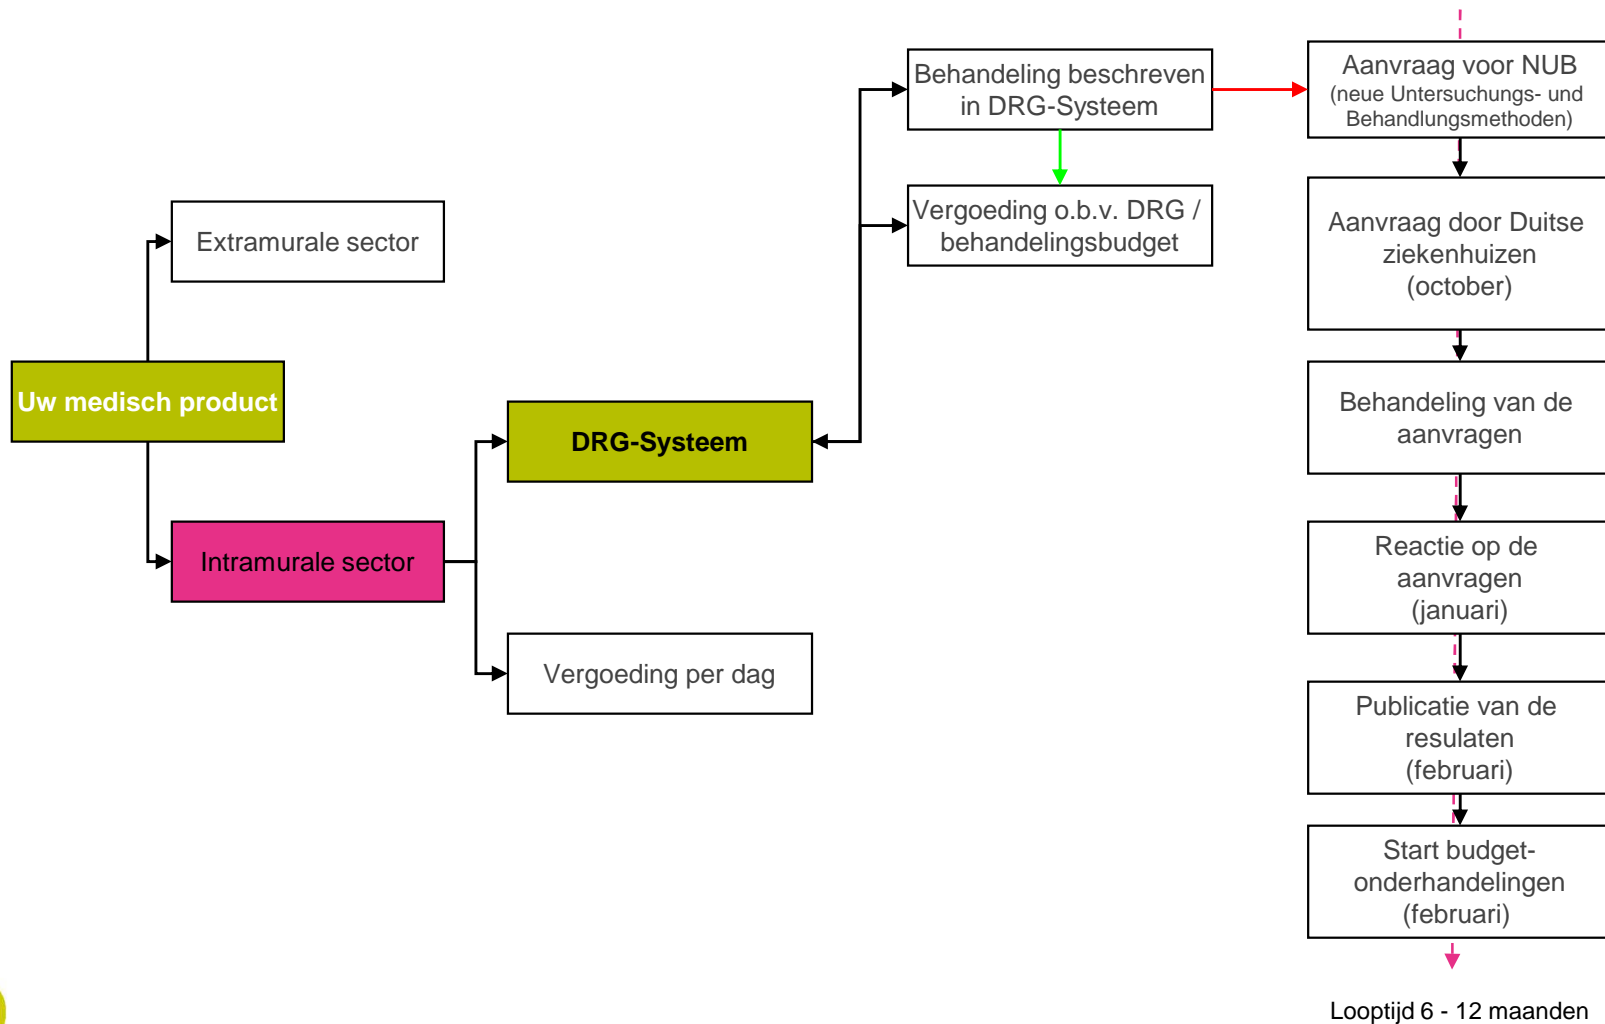 Behandeling beschreven
in DRG-Systeem
Aanvraag voor NUB
(neue Untersuchungs- und
Behandlungsmethoden)
Extramurale sector
Vergoeding o.b.v. DRG /
behandelingsbudget
Aanvraag door Duitse
ziekenhuizen
(october)
Uw medisch product
DRG-Systeem
Behandeling van de
aanvragen
Intramurale sector
Reactie op de
aanvragen
(januari)
Vergoeding per dag
Publicatie van de
resulaten
(februari)
Start budget-
onderhandelingen
(februari)
Looptijd 6 - 12 maanden